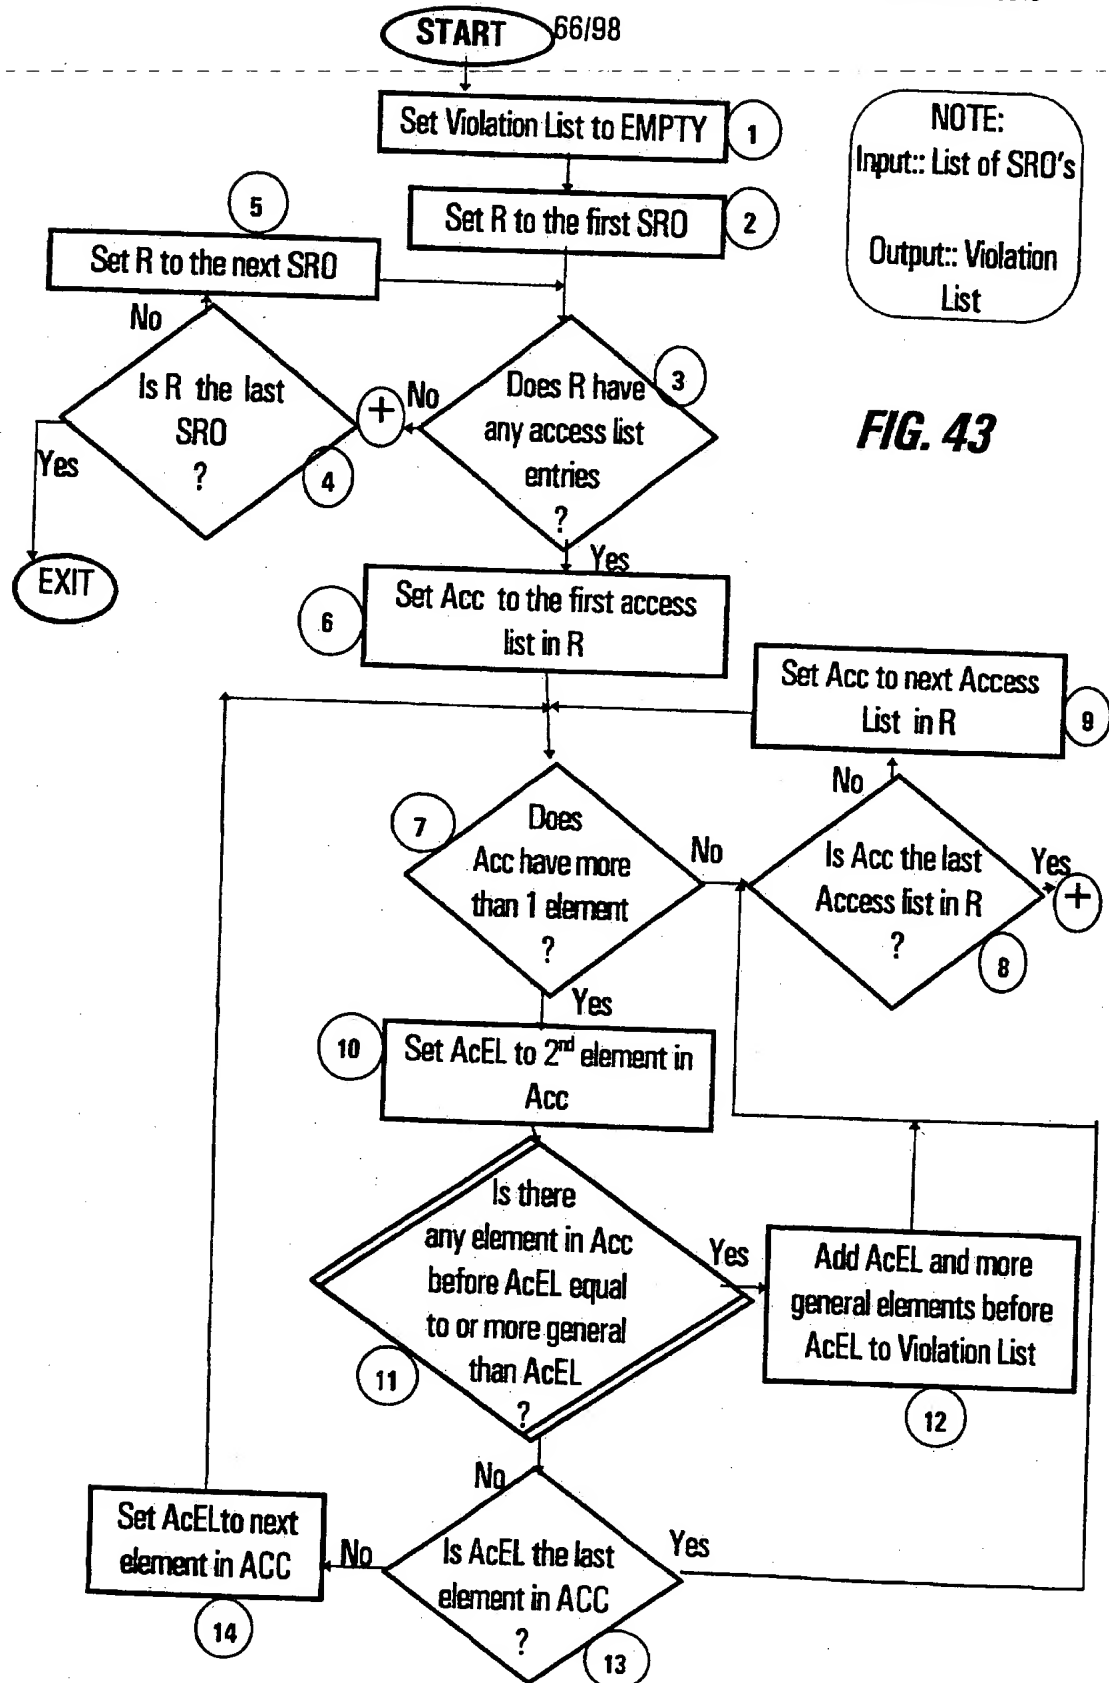 START
66/98
Set Violation List to EMPTY
1
NOTE:
Input:: List of SRO's
Output:: Violation
List
Set R to the first SRO
2
5
Set R to the next SRO
No
Is R the last
SRO
?
4
Yes
EXIT
+
No
Does R have
any access list
entries
?
3
Yes
FIG. 43
6
Set Acc to the first access
list in R
Set Acc to next Access
List in R
9
No
7
Does
Acc have more
than 1 element
?
No
Is Acc the last
Access list in R
?
8
Yes
+
Yes
10
Set AcEL to 2nd element in
Acc
Is there
any element in Acc
before AcEL equal
to or more general
than AcEL
?
11
Yes
Add AcEL and more
general elements before
AcEL to Violation List
12
No
Set AcELto next
element in ACC
14
No
Is AcEL the last
element in ACC
?
13
Yes